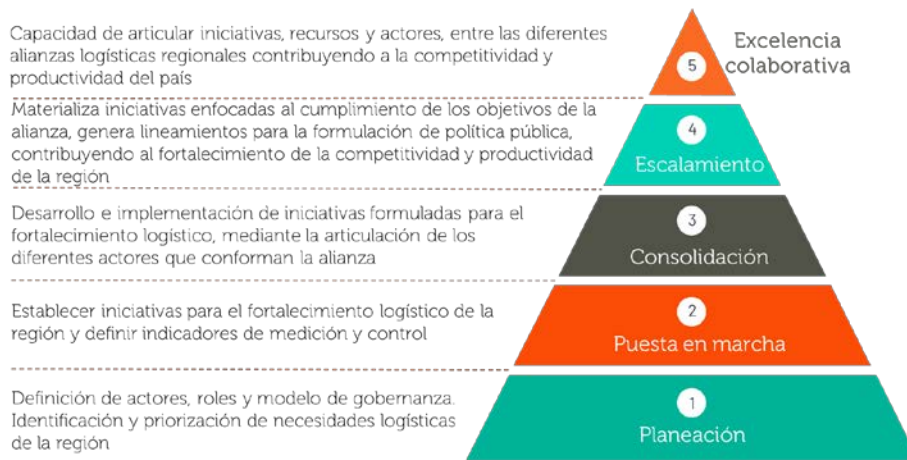 Capacidad de articular iniciativas, recursos y actores, entre las diferentes
alianzas logísticas regionales contribuyendo a la competitividad y
productividad del país
5
Excelencia
colaborativa
Materializa iniciativas enfocadas al cumplimiento de los objetivos de la
alianza, genera lineamientos para la formulación de política pública,
contribuyendo al fortalecimiento de la competitividad y productividad
de la región
4
Escalamiento
Desarrollo e implementación de iniciativas formuladas para el
fortalecimiento logístico, mediante la articulación de los
diferentes actores que conforman la alianza
3
Consolidación
Establecer iniciativas para el fortalecimiento logístico de la
región y definir indicadores de medición y control
2
Puesta en marcha
Definición de actores, roles y modelo de gobernanza.
Identificación y priorización de necesidades logísticas
de la región
1
Planeación